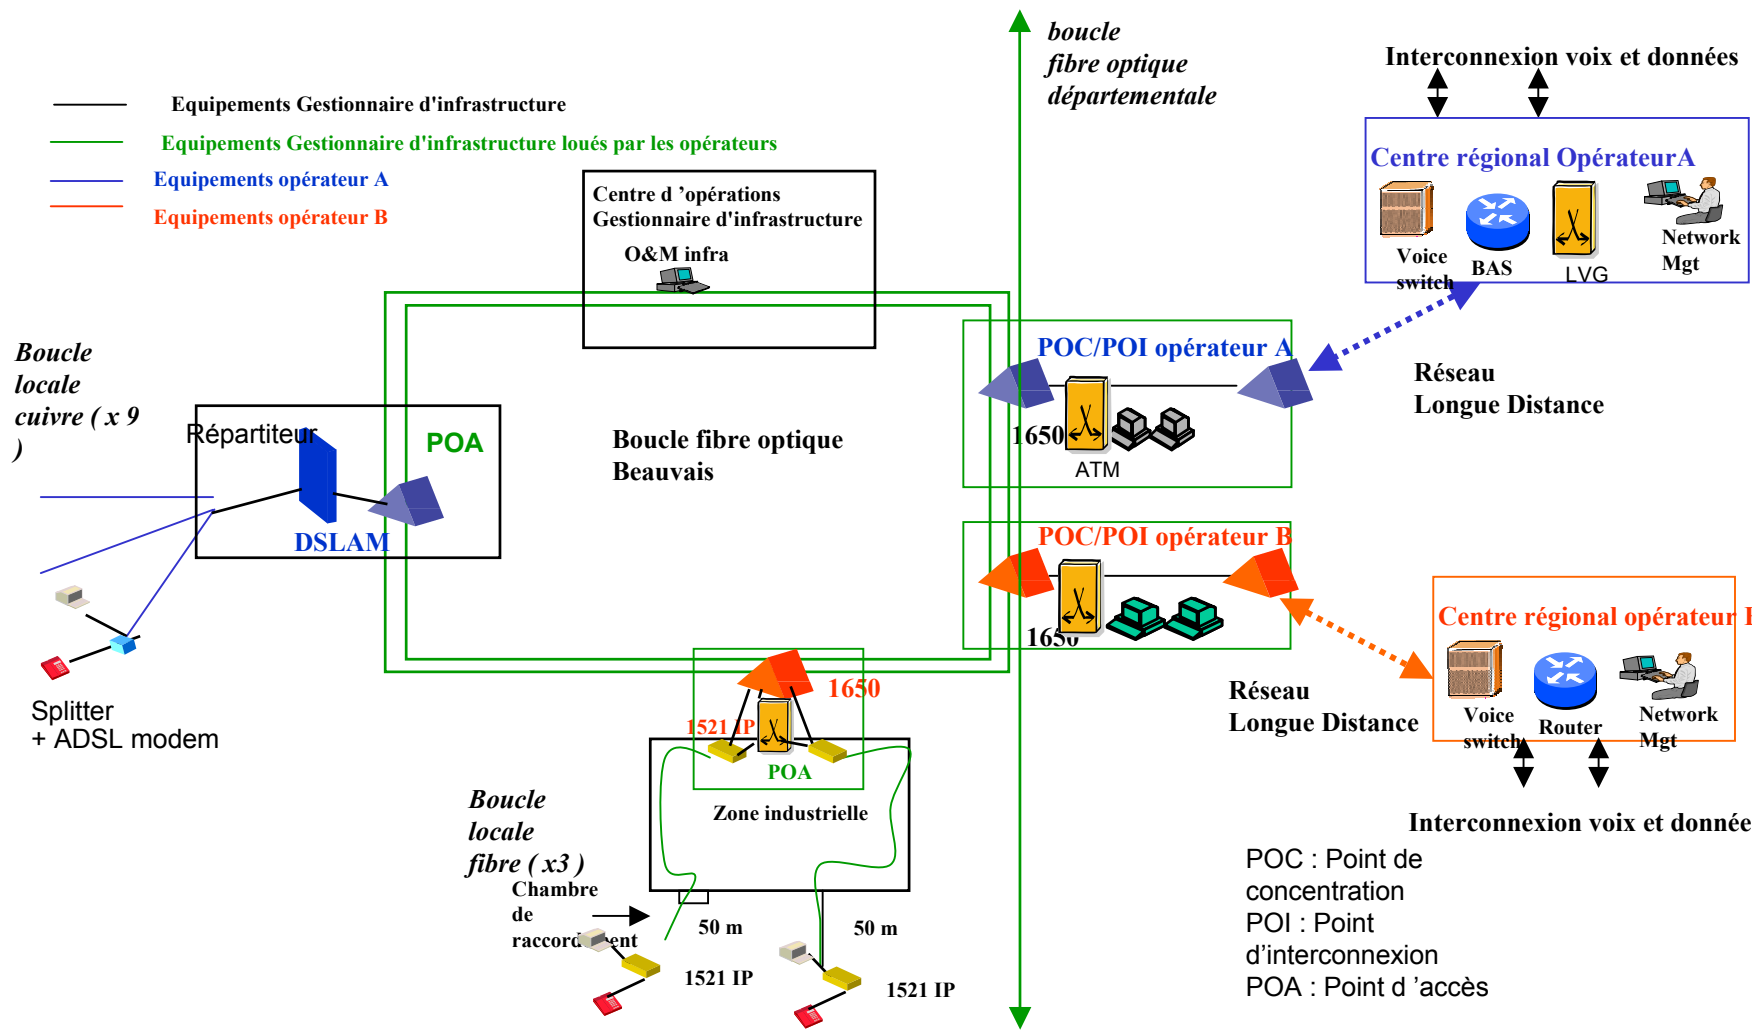 boucle
fibre optique
départementale
Interconnexion voix et données
Equipements Gestionnaire d'infrastructure
Equipements Gestionnaire d'infrastructure loués par les opérateurs
Equipements opérateur A
Equipements opérateur B
Centre d ’opérations
Gestionnaire d'infrastructure
O&M infra
Centre régional OpérateurA
Voice
switch
BAS
LVG
Network
Mgt
Boucle
locale
cuivre ( x 9
)
Répartiteur
POA
DSLAM
Boucle fibre optique
Beauvais
POC/POI opérateur A
1650
ATM
Réseau
Longue Distance
POC/POI opérateur B
1650
Centre régional opérateur
Voice
switch
Router
Network
Mgt
Réseau
Longue Distance
Splitter
+ ADSL modem
1650
1521 IP
POA
Zone industrielle
Boucle
locale
fibre ( x3 )
Chambre
de
raccordement
50 m
50 m
1521 IP
1521 IP
Interconnexion voix et donnée
POC : Point de
concentration
POI : Point
d’interconnexion
POA : Point d ’accès